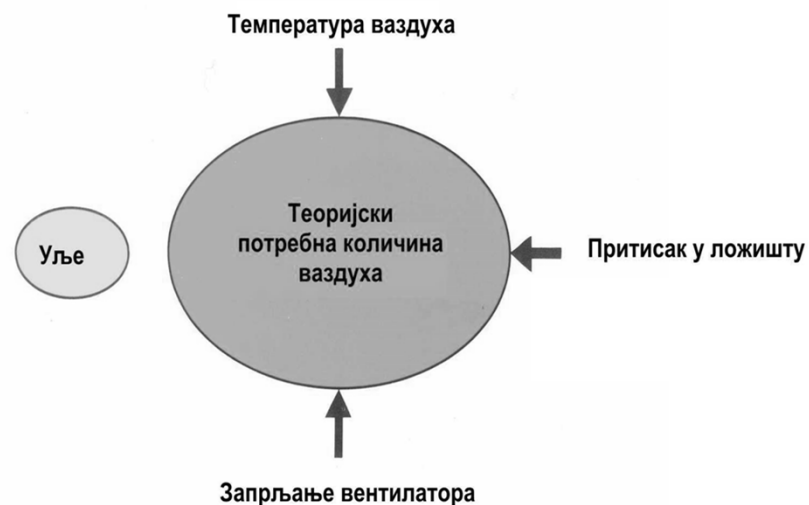 Температура ваздуха
Теоријски
потребна количина
ваздуха
Уље
Притисак у ложишту
Запрљање вентилатора